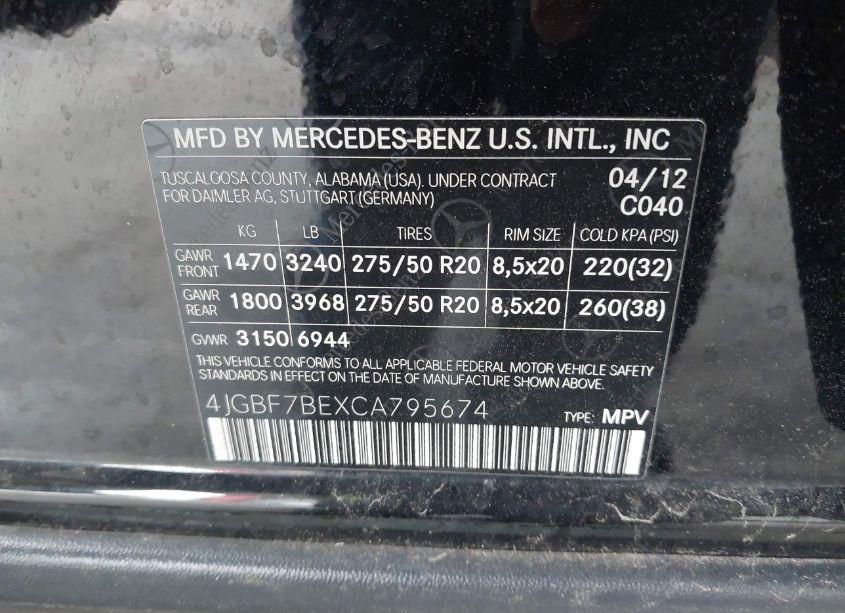 MFD BY MERCEDES-BENZ U.S. INTL., INC
TUSCALOOSA COUNTY, ALABAMA (USA). UNDER CONTRACT 04/12
FOR DAIMLER AG, STUTTGART (GERMANY) C040
KG LB TIRES RIM SIZE COLD KPA (PSI)
GAWR FRONT 1470 3240 275/50 R20 8,5x20 220(32)
GAWR REAR 1800 3968 275/50 R20 8,5x20 260(38)
GVWR 3150 6944
THIS VEHICLE CONFORMS TO ALL APPLICABLE FEDERAL MOTOR VEHICLE SAFETY
STANDARDS IN EFFECT ON THE DATE OF MANUFACTURE SHOWN ABOVE.
4JGBF7BEXCA795674 TYPE: MPV